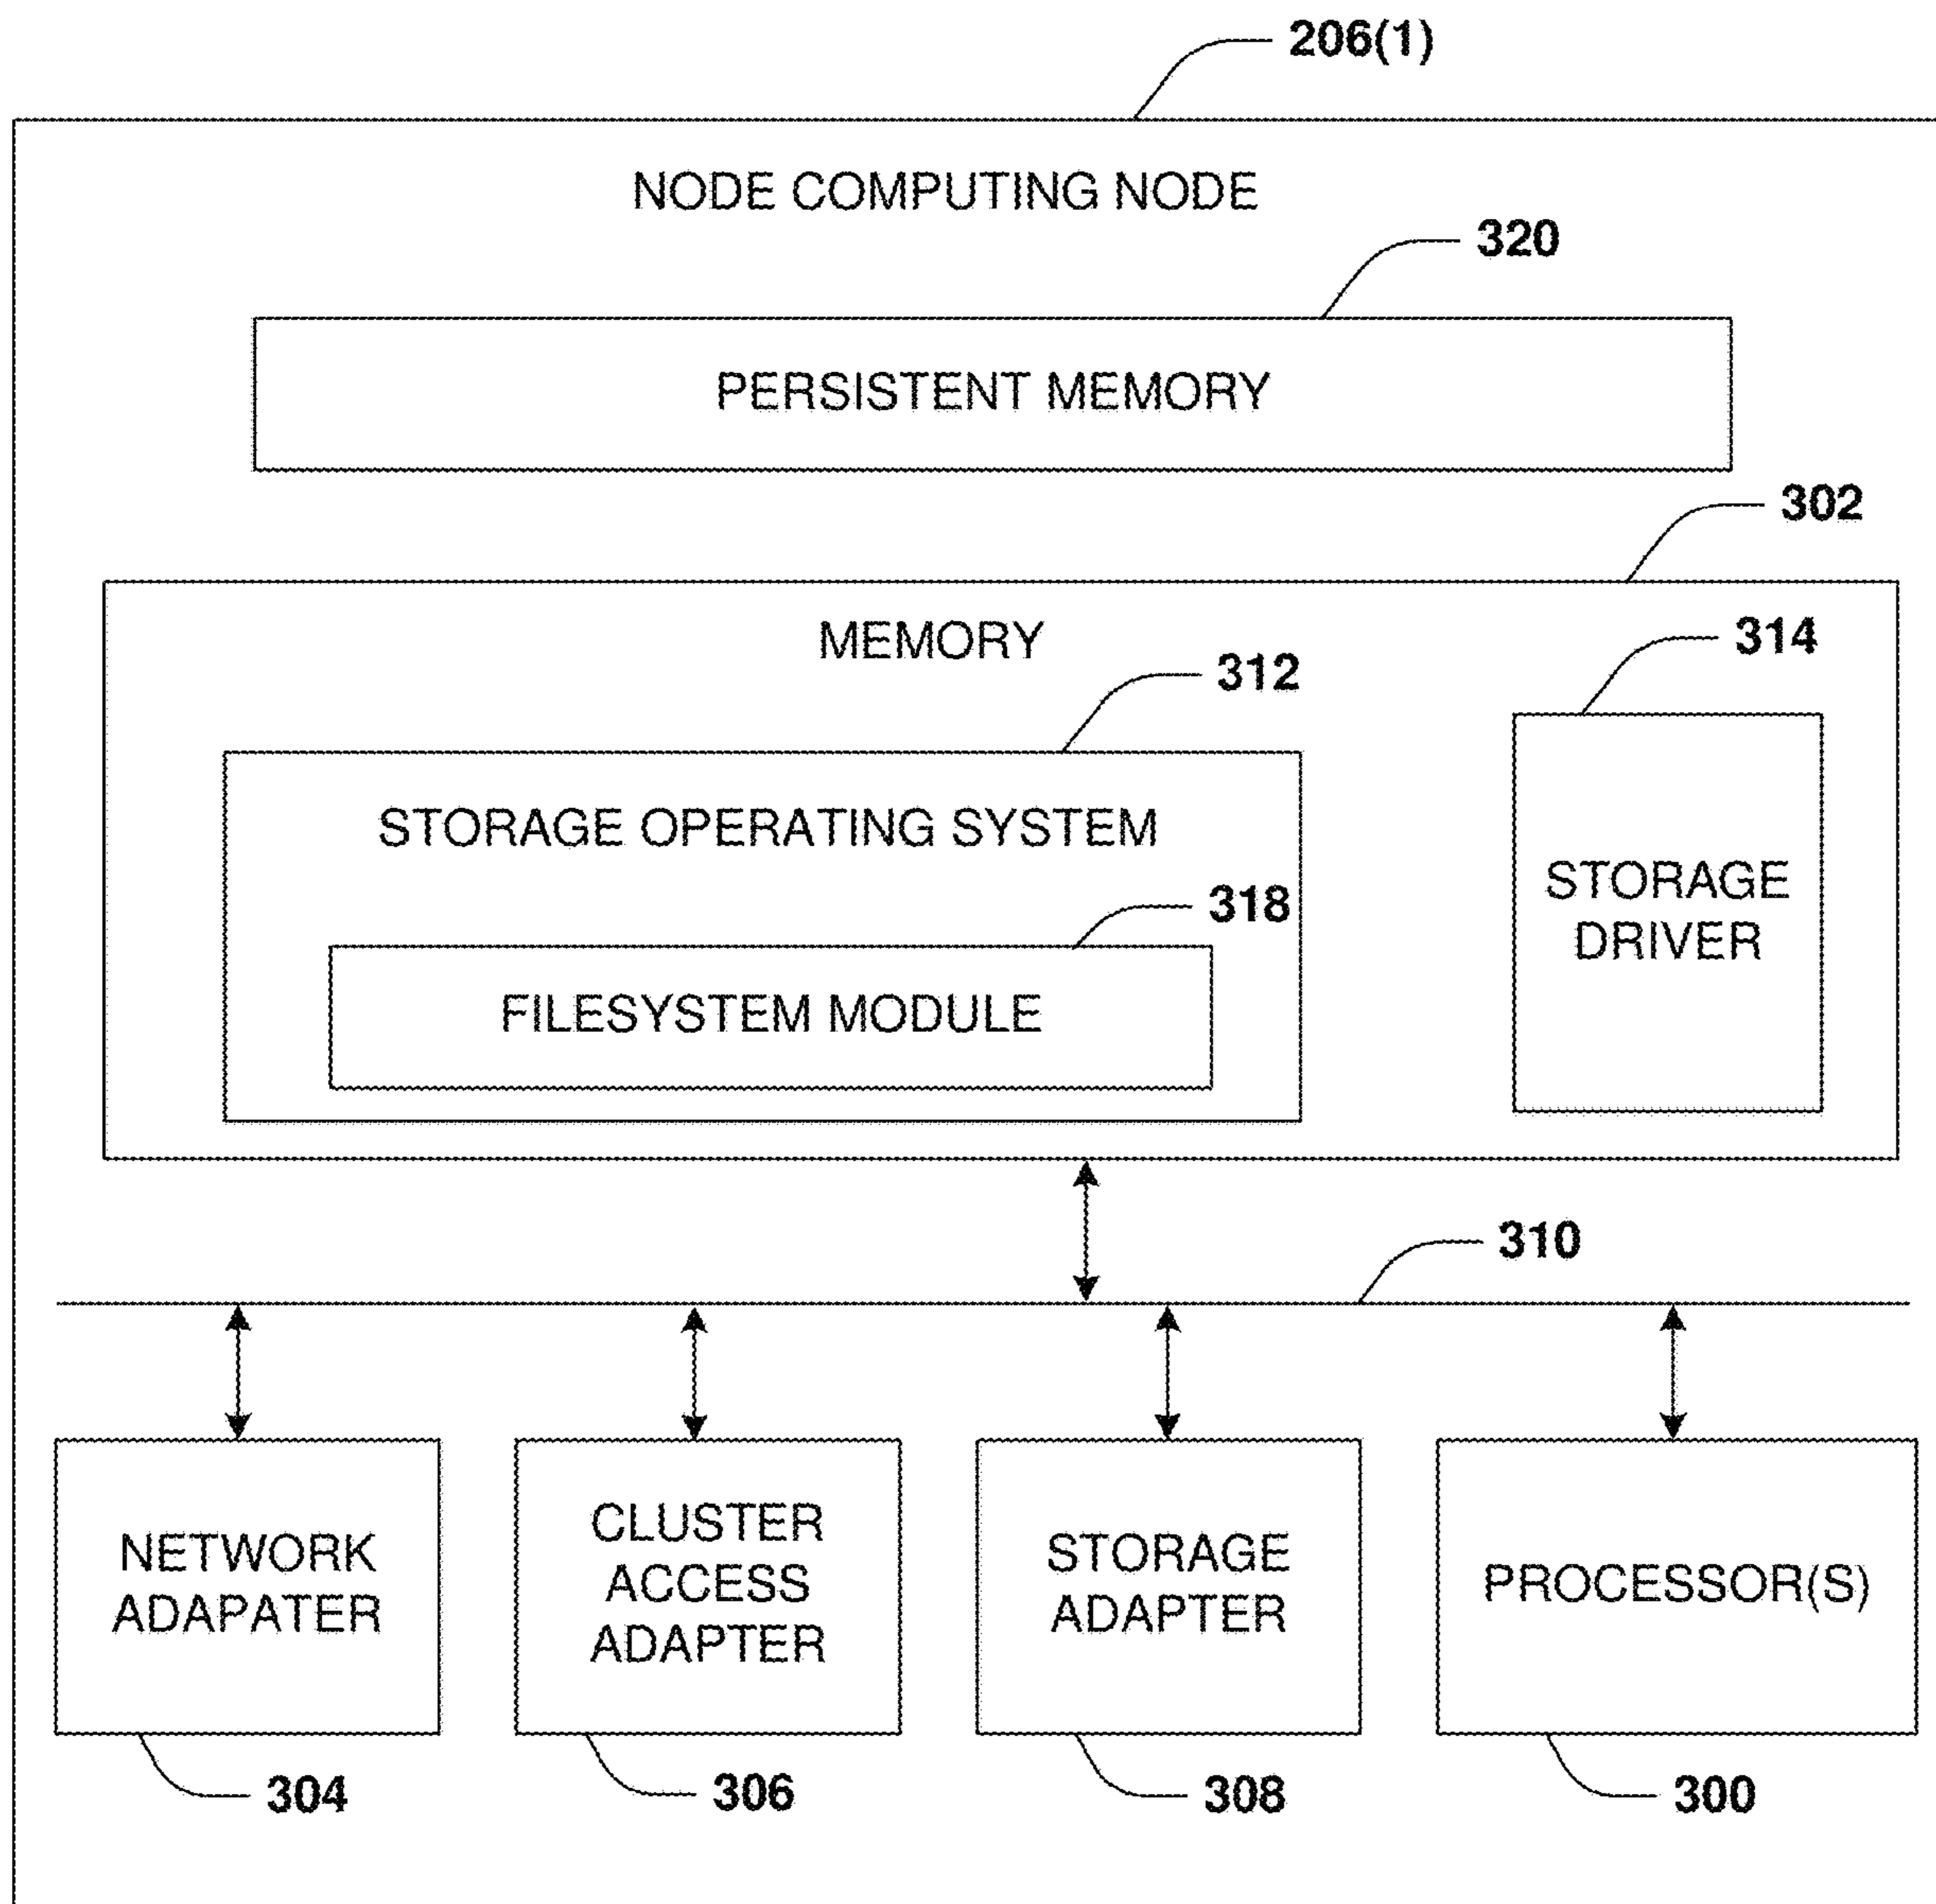 206(1)
NODE COMPUTING NODE
320
PERSISTENT MEMORY
302
MEMORY
314
312
STORAGE OPERATING SYSTEM
STORAGE
DRIVER
318
FILESYSTEM MODULE
310
NETWORK
ADAPATER
CLUSTER
ACCESS
ADAPTER
STORAGE
ADAPTER
PROCESSOR(S)
304
306
308
300